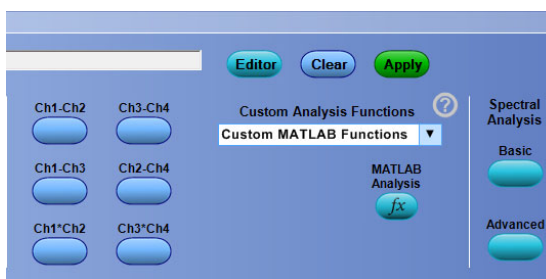 Editor Clear Apply
Ch1-Ch2 Ch3-Ch4
Custom Analysis Functions ?
Custom MATLAB Functions
Spectral
Analysis
Basic
Ch1-Ch3 Ch2-Ch4
MATLAB
Analysis
fx
Ch1*Ch2 Ch3*Ch4
Advanced